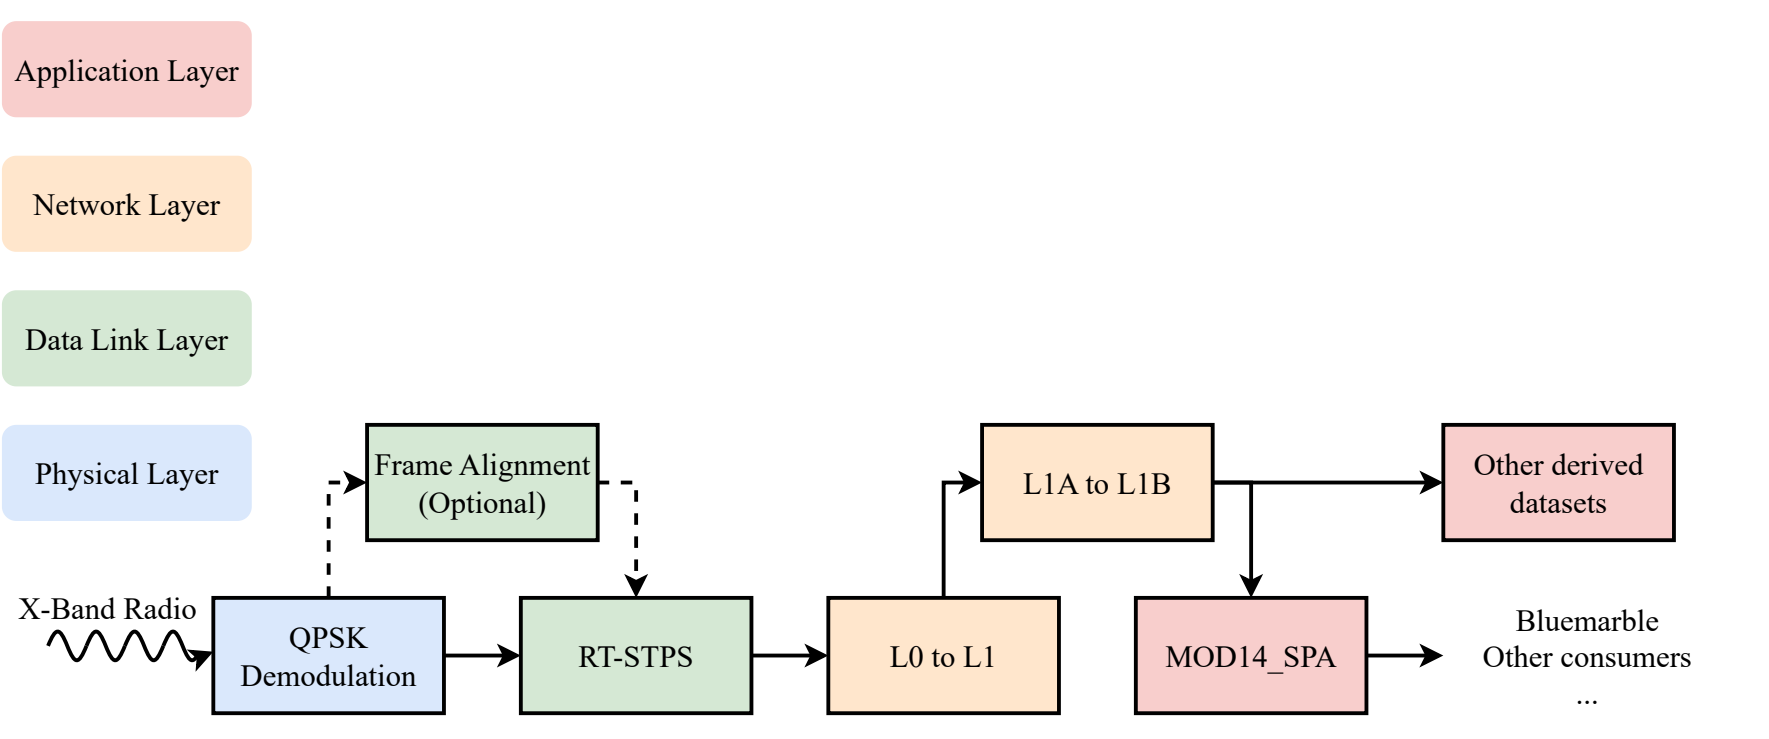 Application Layer
Network Layer
Data Link Layer
Physical Layer
Frame Alignment
(Optional)
L1A to L1B
Other derived
datasets
X-Band Radio
QPSK
Demodulation
RT-STPS
L0 to L1
MOD14_SPA
Bluemarble
Other consumers
...